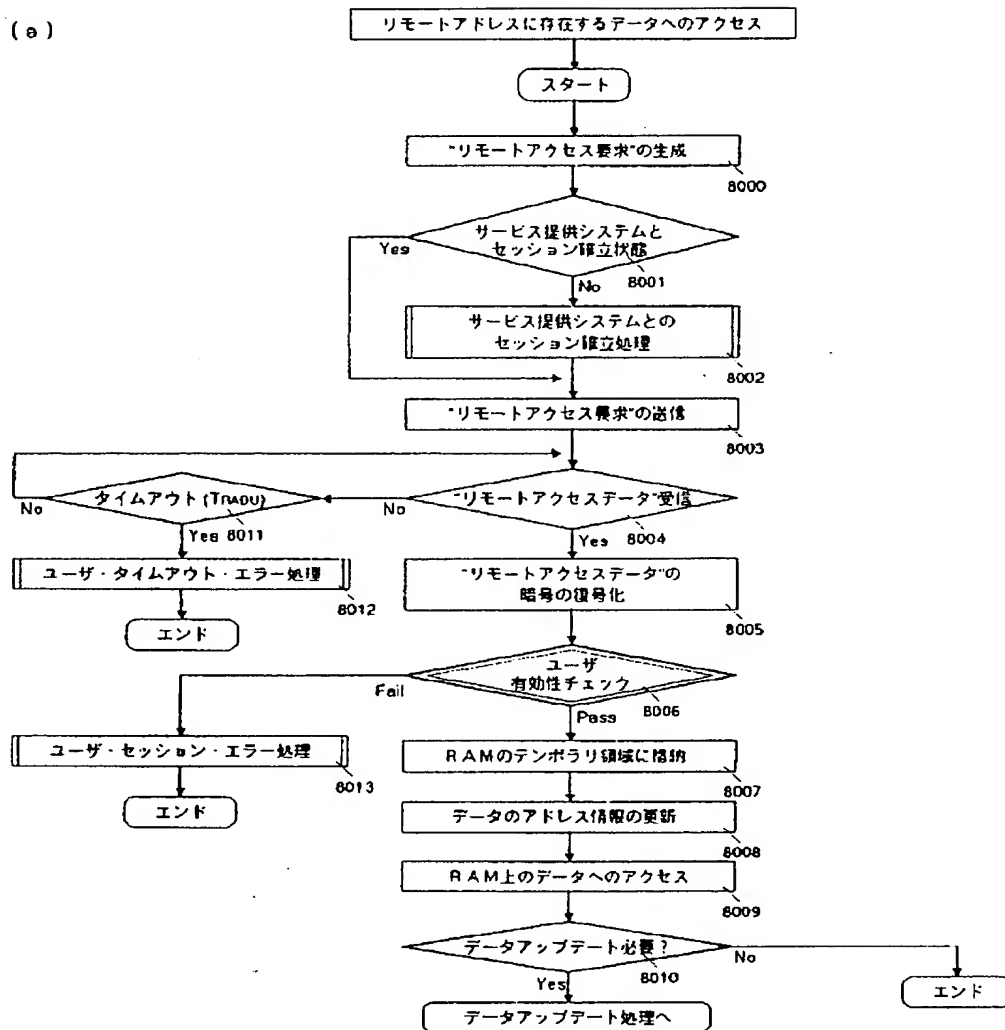 (a)
リモートアドレスに存在するデータへのアクセス
スタート
"リモートアクセス要求"の生成
8000
サービス提供システムと
セッション確立状態
Yes
8001
No
サービス提供システムとの
セッション確立処理
8002
"リモートアクセス要求"の送信
8003
タイムアウト(TRADU)
"リモートアクセスデータ"受信
No
No
8004
Yes
8011
Yes
ユーザ・タイムアウト・エラー処理
8012
"リモートアクセスデータ"の
暗号の復号化
8005
エンド
ユーザ
有効性チェック
Fail
8006
Pass
ユーザ・セッション・エラー処理
8013
RAMのテンポラリ領域に格納
8007
エンド
データのアドレス情報の更新
8008
RAM上のデータへのアクセス
8009
データアップデート必要?
8010
No
Yes
エンド
データアップデート処理へ